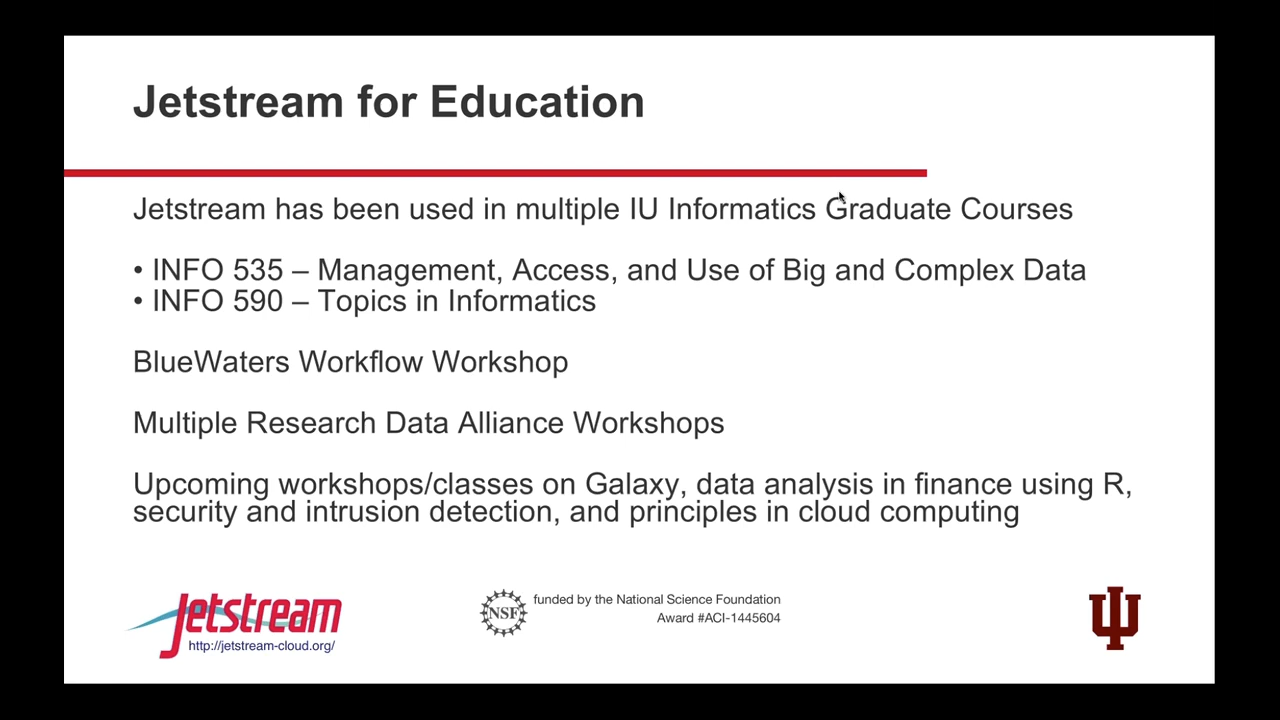 Jetstream for Education
Jetstream has been used in multiple IU Informatics Graduate Courses
• INFO 535 – Management, Access, and Use of Big and Complex Data
• INFO 590 – Topics in Informatics
BlueWaters Workflow Workshop
Multiple Research Data Alliance Workshops
Upcoming workshops/classes on Galaxy, data analysis in finance using R,
security and intrusion detection, and principles in cloud computing
Jetstream
http://jetstream-cloud.org/
NSF
funded by the National Science Foundation
Award #ACI-1445604